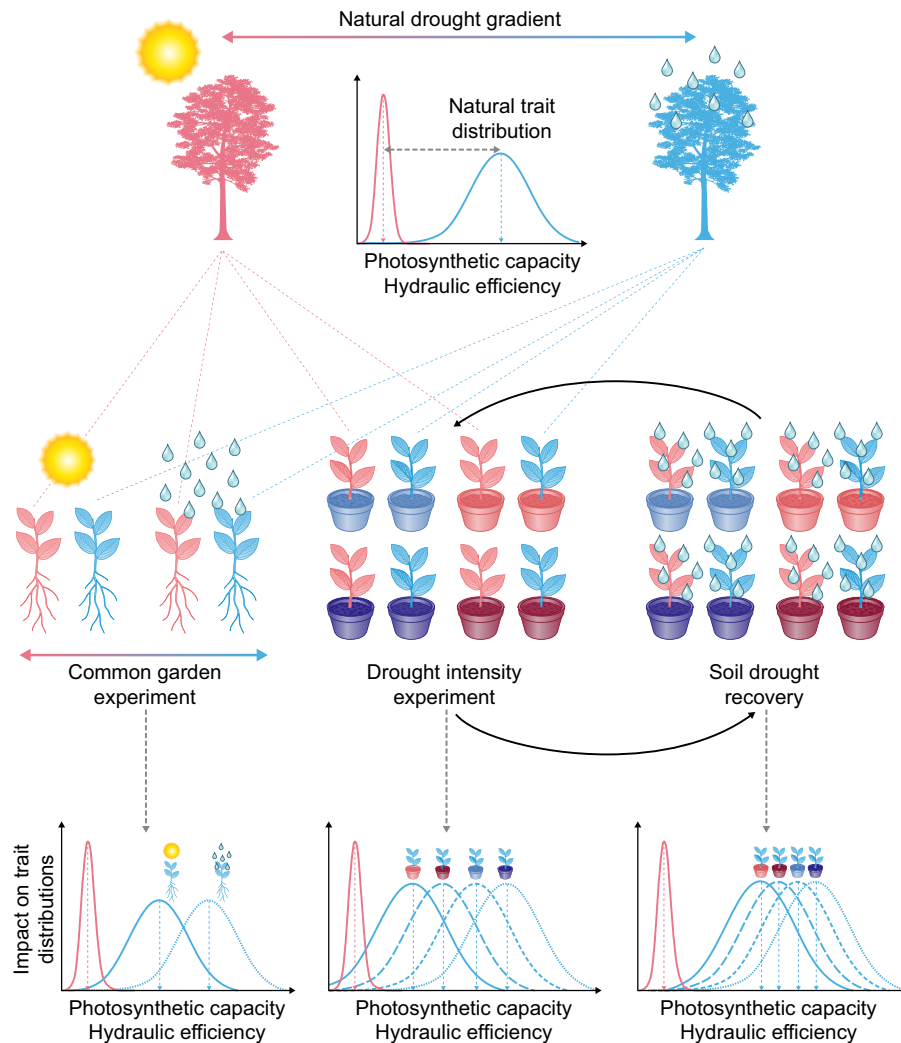 Natural drought gradient
Natural trait
distribution
Photosynthetic capacity
Hydraulic efficiency
Common garden
experiment
Drought intensity
experiment
Soil drought
recovery
Impact on trait
distributions
Photosynthetic capacity
Hydraulic efficiency
Photosynthetic capacity
Hydraulic efficiency
Photosynthetic capacity
Hydraulic efficiency